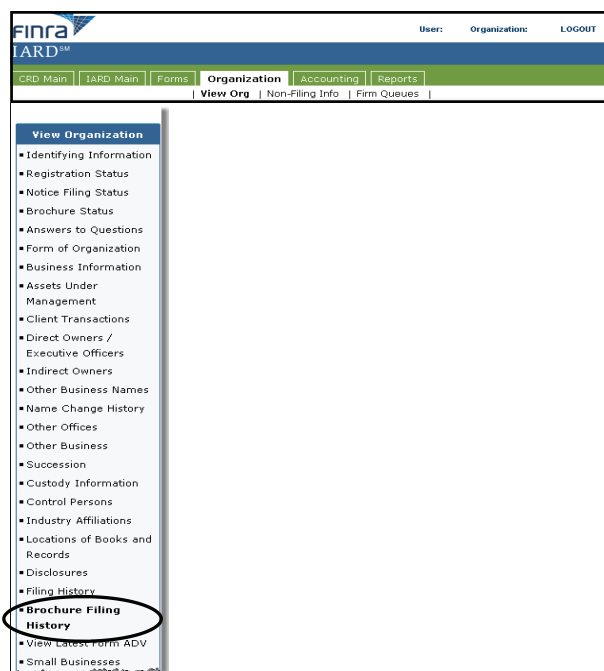 Finra
User: Organization: LOGOUT
IARD℠
CRD Main IARD Main Forms Organization Accounting Reports
| View Org | Non-Filing Info | Firm Queues |
View Organization
▪ Identifying Information
▪ Registration Status
▪ Notice Filing Status
▪ Brochure Status
▪ Answers to Questions
▪ Form of Organization
▪ Business Information
▪ Assets Under
Management
▪ Client Transactions
▪ Direct Owners /
Executive Officers
▪ Indirect Owners
▪ Other Business Names
▪ Name Change History
▪ Other Offices
▪ Other Business
▪ Succession
▪ Custody Information
▪ Control Persons
▪ Industry Affiliations
▪ Locations of Books and
Records
▪ Disclosures
▪ Filing History
▪ Brochure Filing
History
▪ View Latest Form ADV
▪ Small Businesses